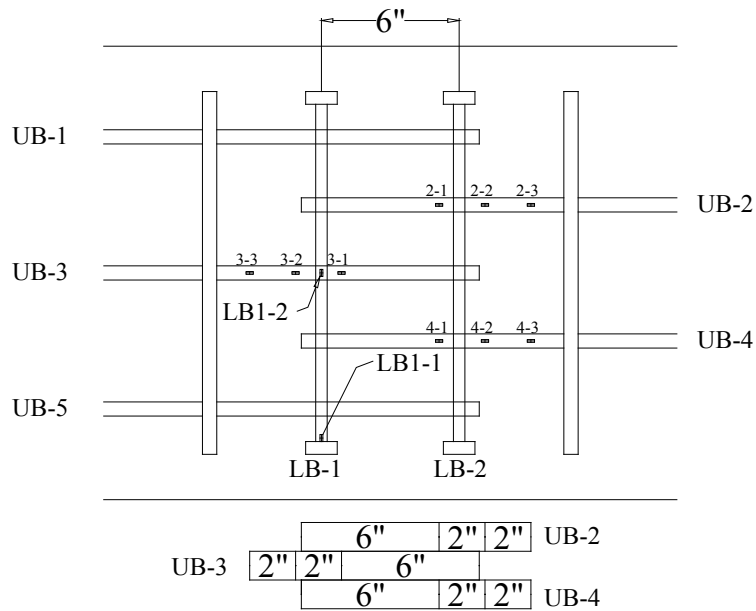 6"
UB-1
2-1 2-2 2-3
UB-2
3-3 3-2 3-1
UB-3
LB1-2
4-1 4-2 4-3
UB-4
LB1-1
UB-5
LB-1 LB-2
6" 2" 2" UB-2
UB-3 2" 2" 6"
6" 2" 2" UB-4